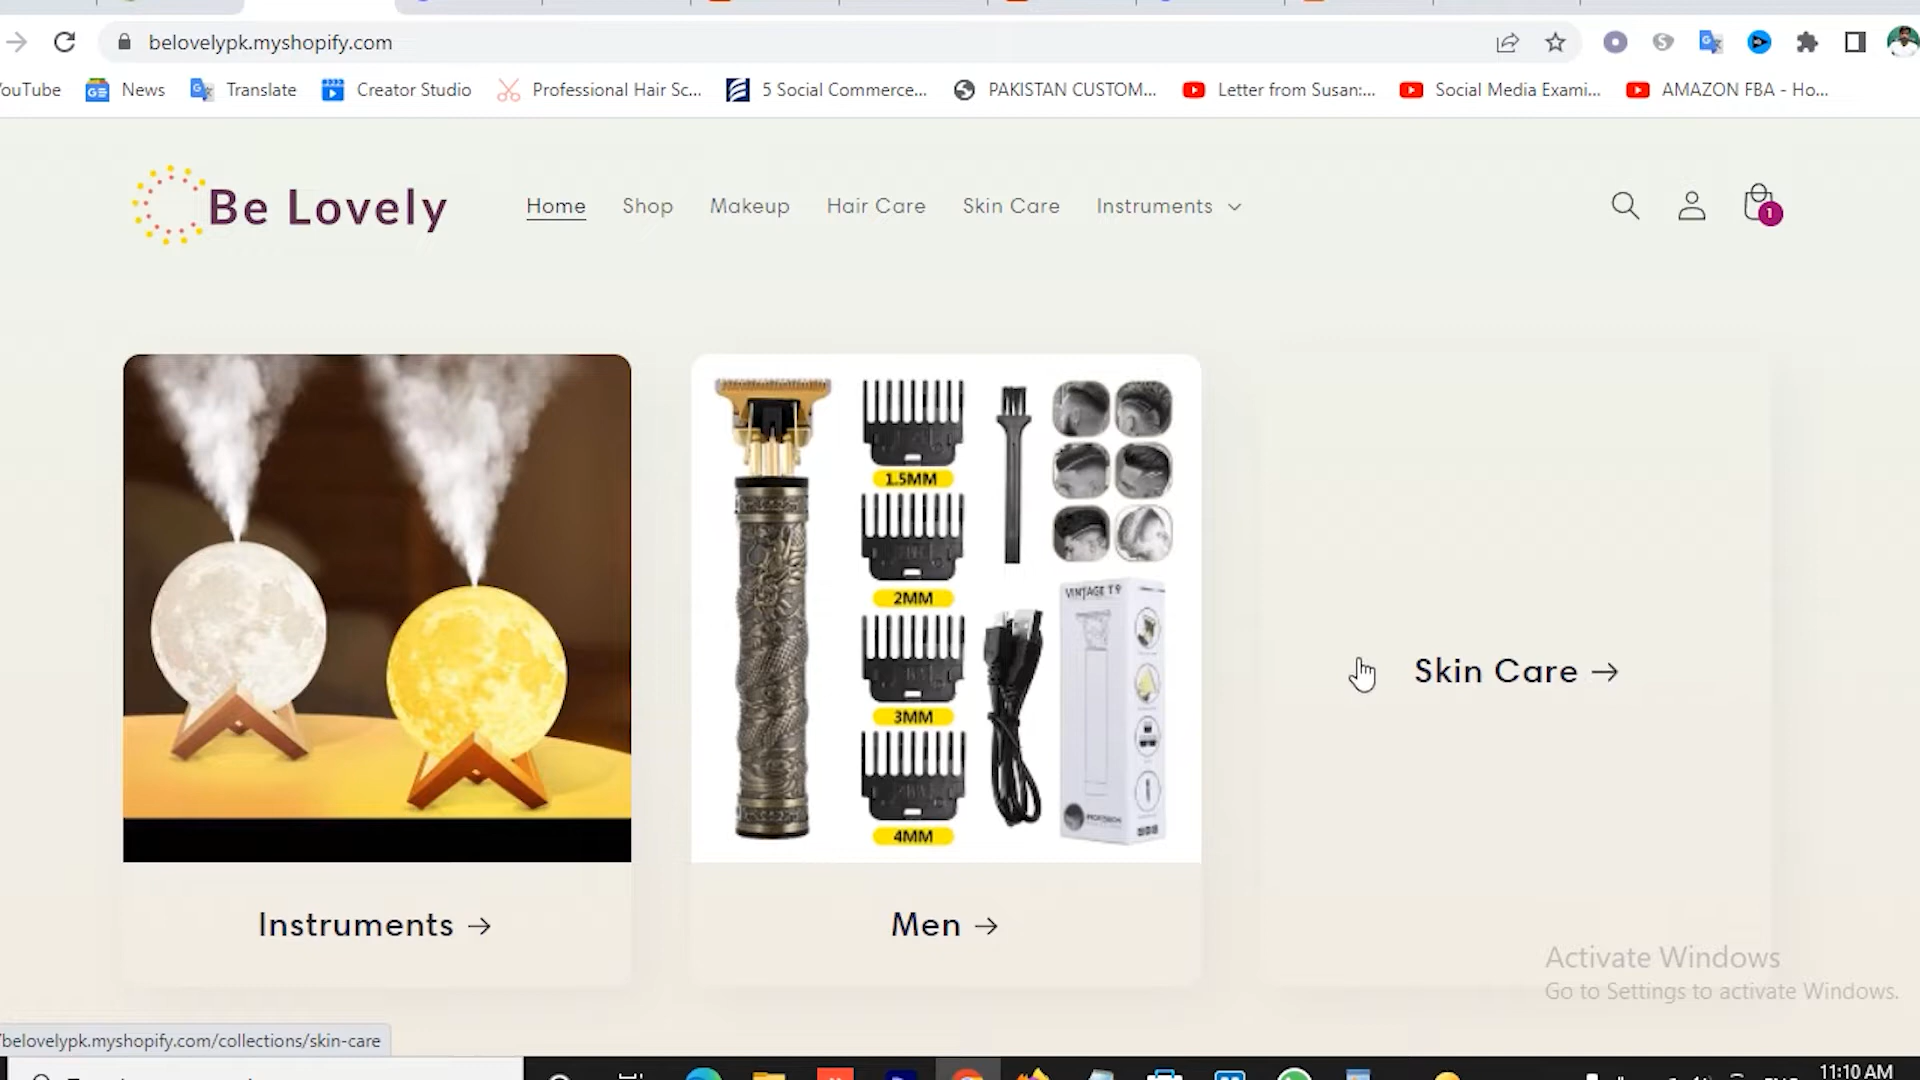 belovelypk.myshopify.com
ouTube
News
Translate
Creator Studio
Professional Hair Sc...
5 Social Commerce...
PAKISTAN CUSTOM...
Letter from Susan:...
Social Media Exami...
AMAZON FBA - Ho...
Be Lovely
Home
Shop
Makeup
Hair Care
Skin Care
Instruments
1
1.5MM
2MM
3MM
4MM
VINTAGE T9
Skin Care →
Instruments →
Men →
Activate Windows
Go to Settings to activate Windows.
belovelypk.myshopify.com/collections/skin-care
11:10 AM